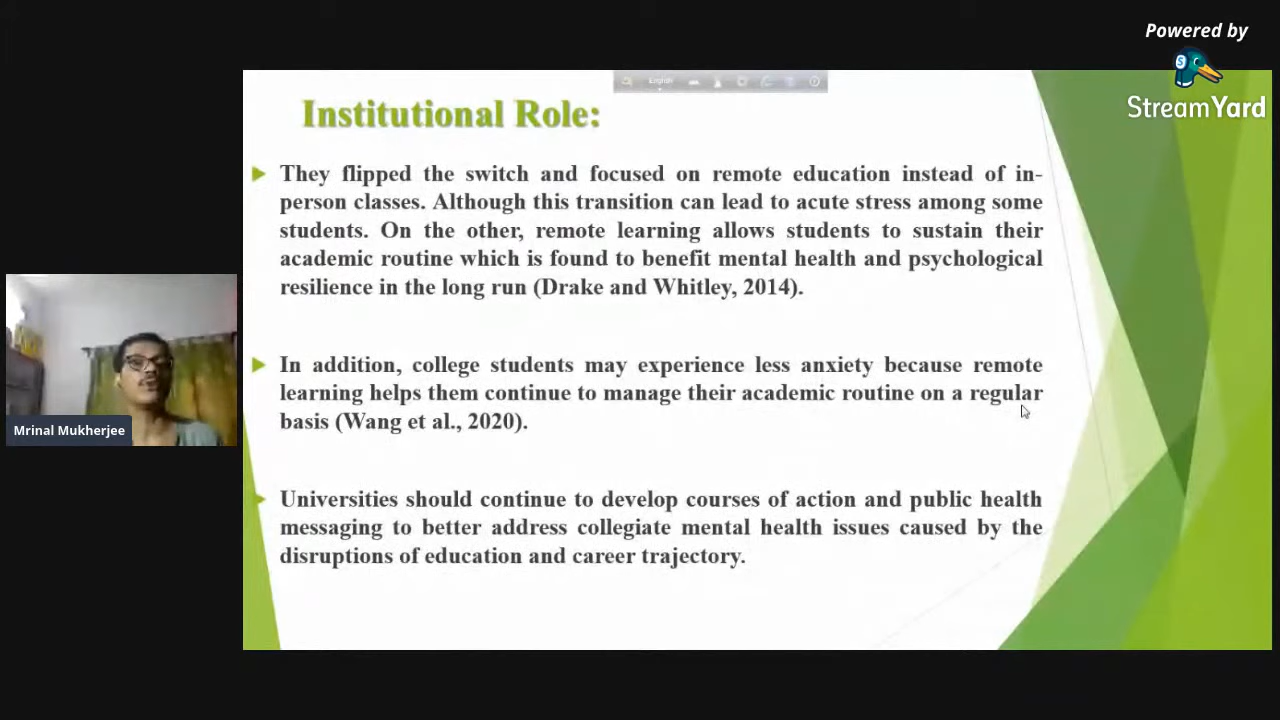 Powered by
StreamYard
English
Institutional Role:
They flipped the switch and focused on remote education instead of in-
person classes. Although this transition can lead to acute stress among some
students. On the other, remote learning allows students to sustain their
academic routine which is found to benefit mental health and psychological
resilience in the long run (Drake and Whitley, 2014).
In addition, college students may experience less anxiety because remote
learning helps them continue to manage their academic routine on a regular
basis (Wang et al., 2020).
Universities should continue to develop courses of action and public health
messaging to better address collegiate mental health issues caused by the
disruptions of education and career trajectory.
Mrinal Mukherjee